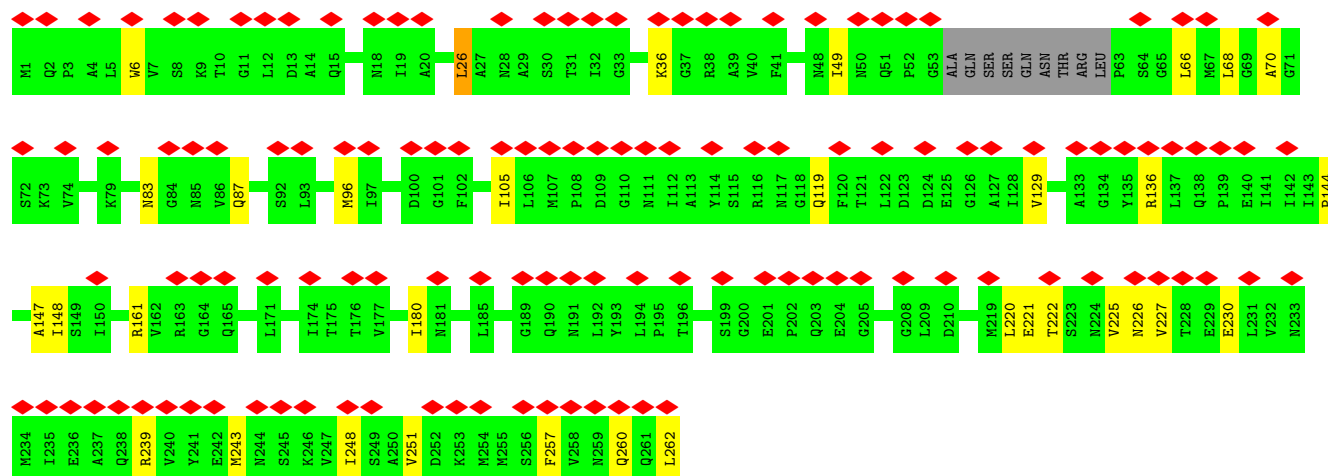 M1 Q2 P3 A4 L5 W6 V7 S8 K9 T10 G11 L12 D13 A14 Q15 N18 I19 A20 L26 A27 N28 A29 S30 T31 I32 G33 K36 G37 R38 A39 V40 F41 N48 I49 N50 Q51 P52 G53 ALA GLN SER SER GLN ASN THR ARG LEU P63 S64 G65 L66 M67 L68 G69 A70 G71
S72 K73 V74 K79 N83 G84 N85 V86 Q87 S92 L93 M96 I97 D100 G101 F102 I105 L106 M107 P108 D109 G110 N111 I112 A113 Y114 S115 R116 N117 G118 Q119 F120 T121 L122 D123 D124 E125 G126 A127 I128 V129 A133 G134 Y135 R136 L137 Q138 P139 E140 I141 I142 I143 P144
A147 I148 S149 I150 R161 V162 R163 G164 Q165 L171 I174 T175 T176 V177 I180 N181 L185 G189 Q190 N191 L192 Y193 L194 P195 T196 S199 G200 E201 P202 Q203 E204 G205 G208 L209 D210 M219 L220 E221 T222 S223 N224 V225 N226 V227 T228 E229 E230 L231 V232 N233
M234 I235 E236 A237 Q238 R239 V240 Y241 E242 M243 N244 S245 K246 V247 I248 S249 A250 V251 D252 K253 M254 M255 S256 F257 V258 N259 Q260 Q261 L262